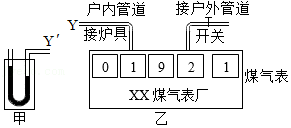 户内管道 接户外管道
Y 接炉具 开关
Y′
0 1 9 2 1
煤气表
XX煤气表厂
甲 乙